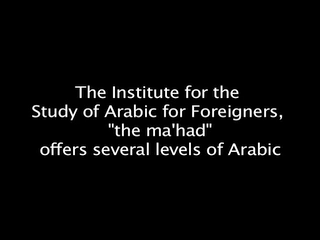 The Institute for the
Study of Arabic for Foreigners,
"the ma'had"
offers several levels of Arabic